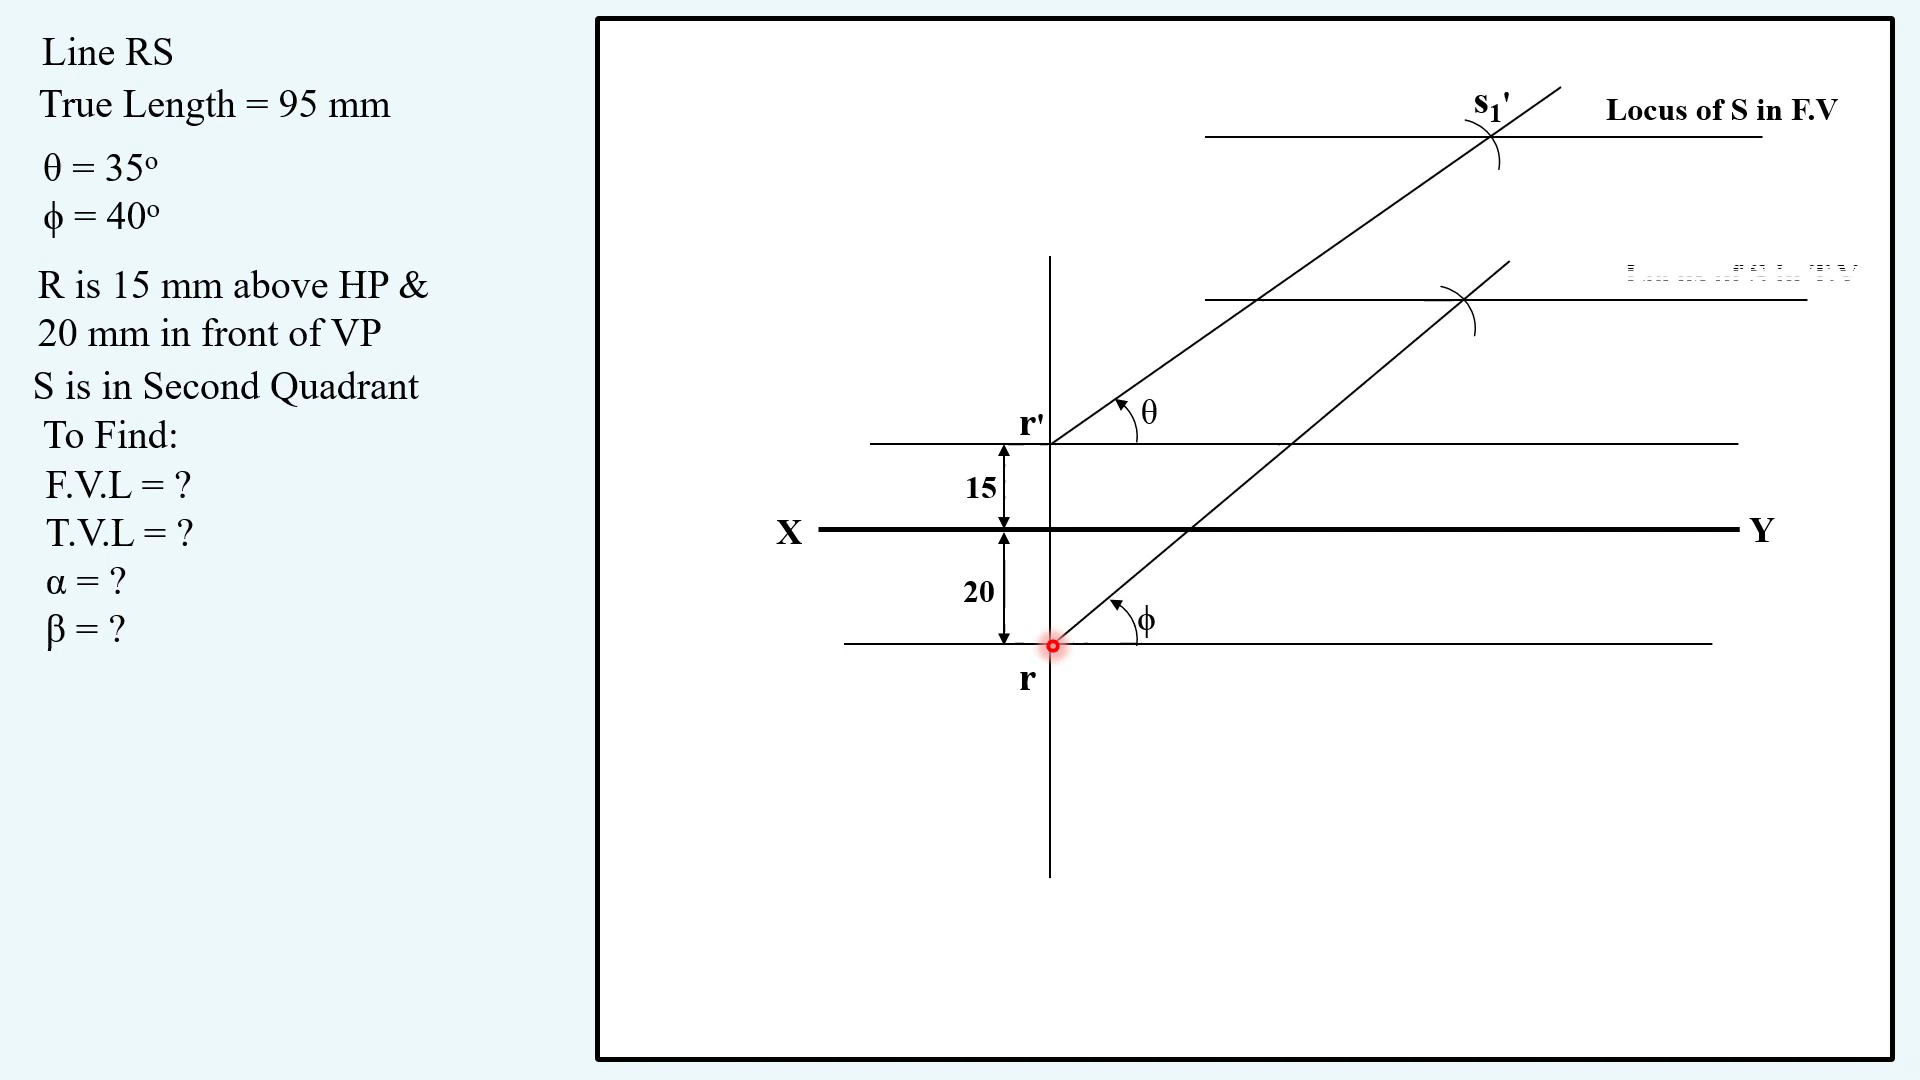 Line RS
True Length = 95 mm
θ = 35º
ϕ = 40º
R is 15 mm above HP &
20 mm in front of VP
S is in Second Quadrant
To Find:
F.V.L = ?
T.V.L = ?
α = ?
β = ?
s₁'
Locus of S in F.V
θ
r'
15
X
Y
20
ϕ
r